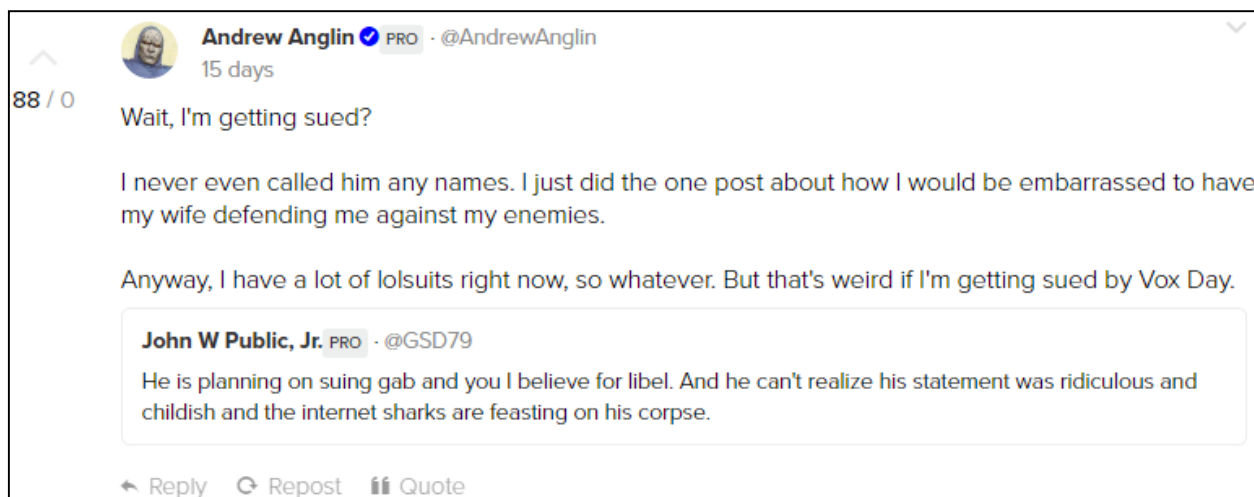 Andrew Anglin PRO · @AndrewAnglin
15 days
88 / 0
Wait, I'm getting sued?
I never even called him any names. I just did the one post about how I would be embarrassed to have
my wife defending me against my enemies.
Anyway, I have a lot of lolsuits right now, so whatever. But that's weird if I'm getting sued by Vox Day.
John W Public, Jr. PRO · @GSD79
He is planning on suing gab and you I believe for libel. And he can't realize his statement was ridiculous and
childish and the internet sharks are feasting on his corpse.
Reply Repost Quote